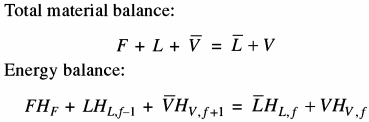 Total material balance:
F + L + V̅ = L̅ + V
Energy balance:
FH_F + LH_{L,f−1} + V̅H_{V,f+1} = L̅H_{L,f} + VH_{V,f}